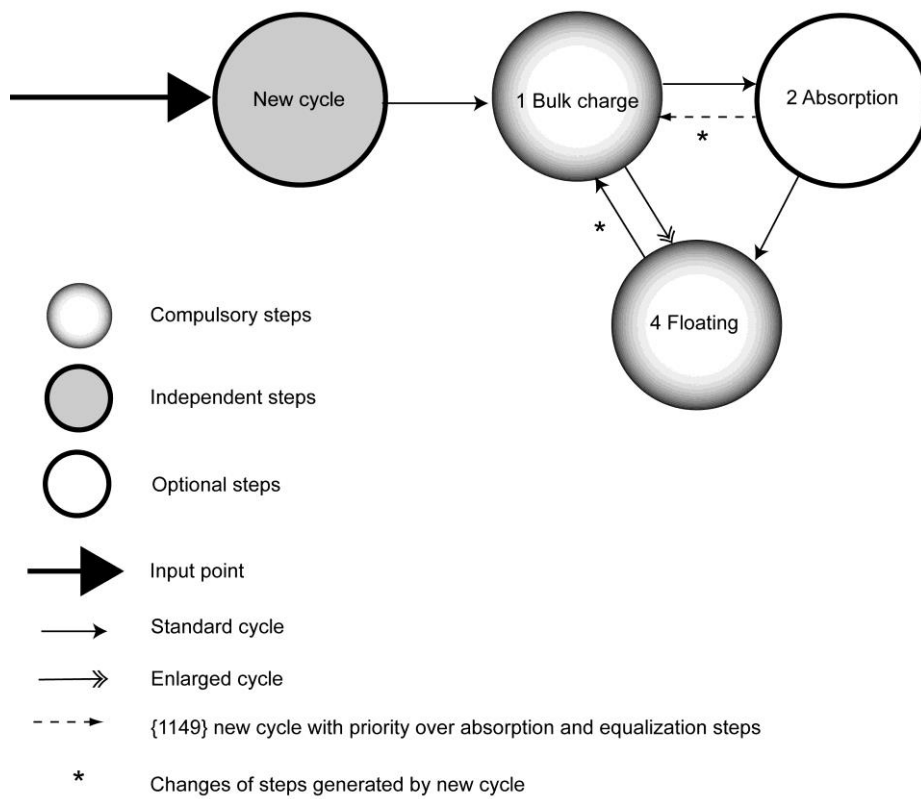 New cycle
1 Bulk charge
2 Absorption
*
*
4 Floating
Compulsory steps
Independent steps
Optional steps
Input point
Standard cycle
Enlarged cycle
{1149} new cycle with priority over absorption and equalization steps
* Changes of steps generated by new cycle